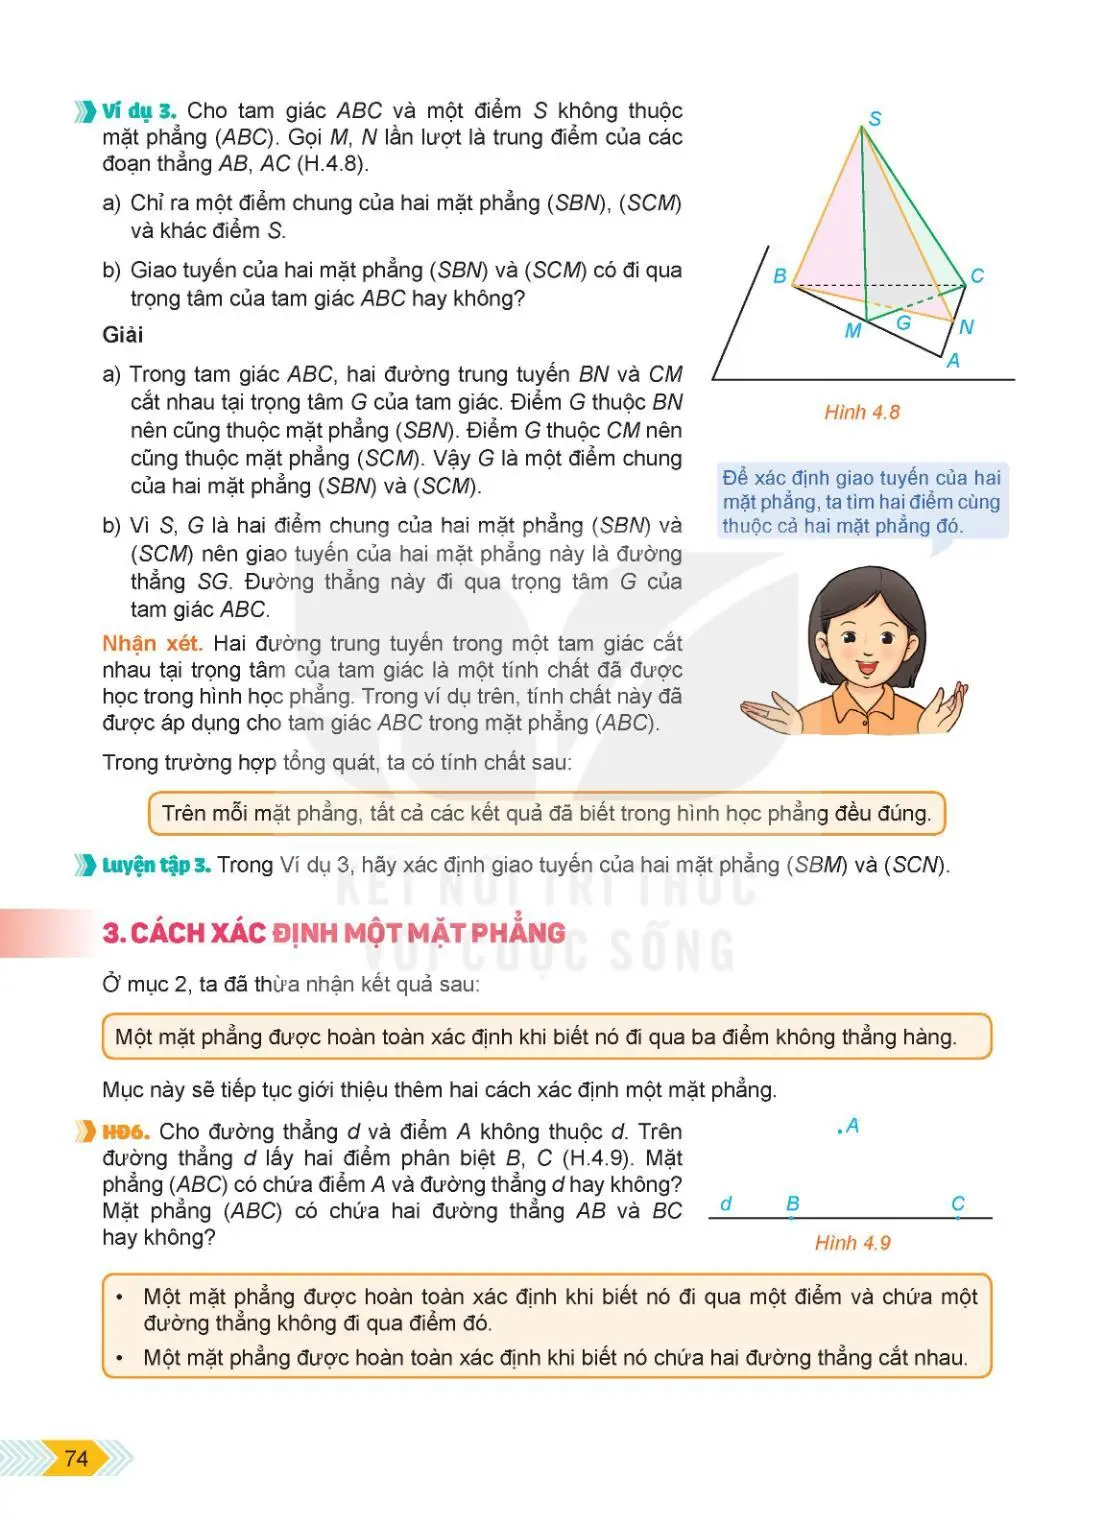 Ví dụ 3. Cho tam giác ABC và một điểm S không thuộc
mặt phẳng (ABC). Gọi M, N lần lượt là trung điểm của các
đoạn thẳng AB, AC (H.4.8).
a) Chỉ ra một điểm chung của hai mặt phẳng (SBN), (SCM)
và khác điểm S.
b) Giao tuyến của hai mặt phẳng (SBN) và (SCM) có đi qua
trọng tâm của tam giác ABC hay không?
Giải
a) Trong tam giác ABC, hai đường trung tuyến BN và CM
cắt nhau tại trọng tâm G của tam giác. Điểm G thuộc BN
nên cũng thuộc mặt phẳng (SBN). Điểm G thuộc CM nên
cũng thuộc mặt phẳng (SCM). Vậy G là một điểm chung
của hai mặt phẳng (SBN) và (SCM).
b) Vì S, G là hai điểm chung của hai mặt phẳng (SBN) và
(SCM) nên giao tuyến của hai mặt phẳng này là đường
thẳng SG. Đường thẳng này đi qua trọng tâm G của
tam giác ABC.
S
B
C
M
G
N
A
Hình 4.8
Để xác định giao tuyến của hai
mặt phẳng, ta tìm hai điểm cùng
thuộc cả hai mặt phẳng đó.
Nhận xét. Hai đường trung tuyến trong một tam giác cắt
nhau tại trọng tâm của tam giác là một tính chất đã được
học trong hình học phẳng. Trong ví dụ trên, tính chất này đã
được áp dụng cho tam giác ABC trong mặt phẳng (ABC).
Trong trường hợp tổng quát, ta có tính chất sau:
Trên mỗi mặt phẳng, tất cả các kết quả đã biết trong hình học phẳng đều đúng.
Luyện tập 3. Trong Ví dụ 3, hãy xác định giao tuyến của hai mặt phẳng (SBM) và (SCN).
KẾT NỐI TRI THỨC
VỚI CUỘC SỐNG
3. CÁCH XÁC ĐỊNH MỘT MẶT PHẲNG
Ở mục 2, ta đã thừa nhận kết quả sau:
Một mặt phẳng được hoàn toàn xác định khi biết nó đi qua ba điểm không thẳng hàng.
Mục này sẽ tiếp tục giới thiệu thêm hai cách xác định một mặt phẳng.
HĐ6. Cho đường thẳng d và điểm A không thuộc d. Trên
đường thẳng d lấy hai điểm phân biệt B, C (H.4.9). Mặt
phẳng (ABC) có chứa điểm A và đường thẳng d hay không?
Mặt phẳng (ABC) có chứa hai đường thẳng AB và BC
hay không?
A
d B C
Hình 4.9
• Một mặt phẳng được hoàn toàn xác định khi biết nó đi qua một điểm và chứa một
đường thẳng không đi qua điểm đó.
• Một mặt phẳng được hoàn toàn xác định khi biết nó chứa hai đường thẳng cắt nhau.
74